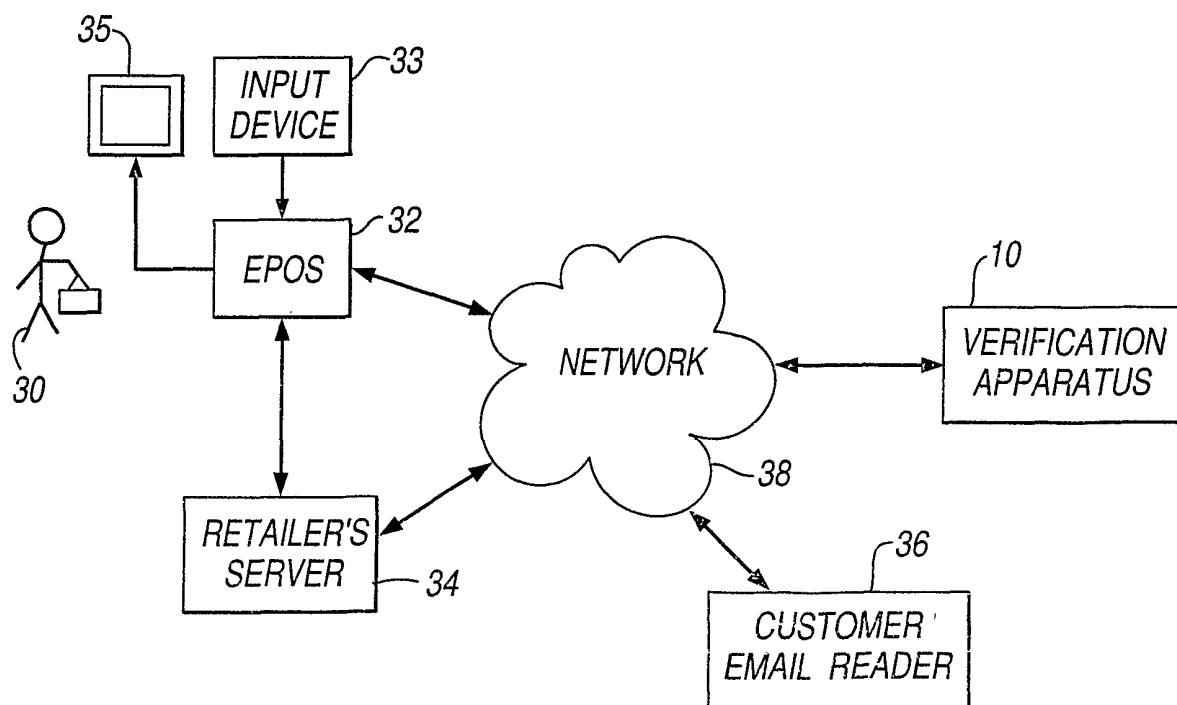 35
INPUT
DEVICE
33
EPOS
32
30
NETWORK
38
10
VERIFICATION
APPARATUS
RETAILER'S
SERVER
34
36
CUSTOMER
EMAIL READER